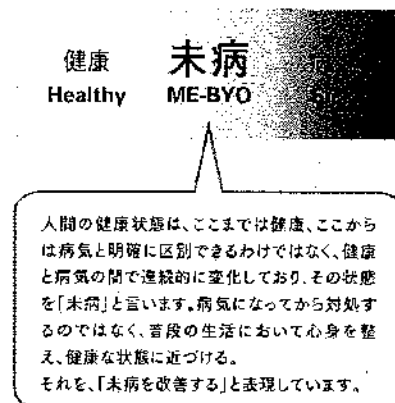 健康 未病
Healthy ME-BYO
人間の健康状態は、ここまでは健康、ここから
は病気と明確に区別できるわけではなく、健康
と病気の間で連続的に変化しており、その状態
を「未病」と言います。病気になってから対処す
るのではなく、普段の生活において心身を整
え、健康な状態に近づける。
それを、「未病を改善する」と表現しています。